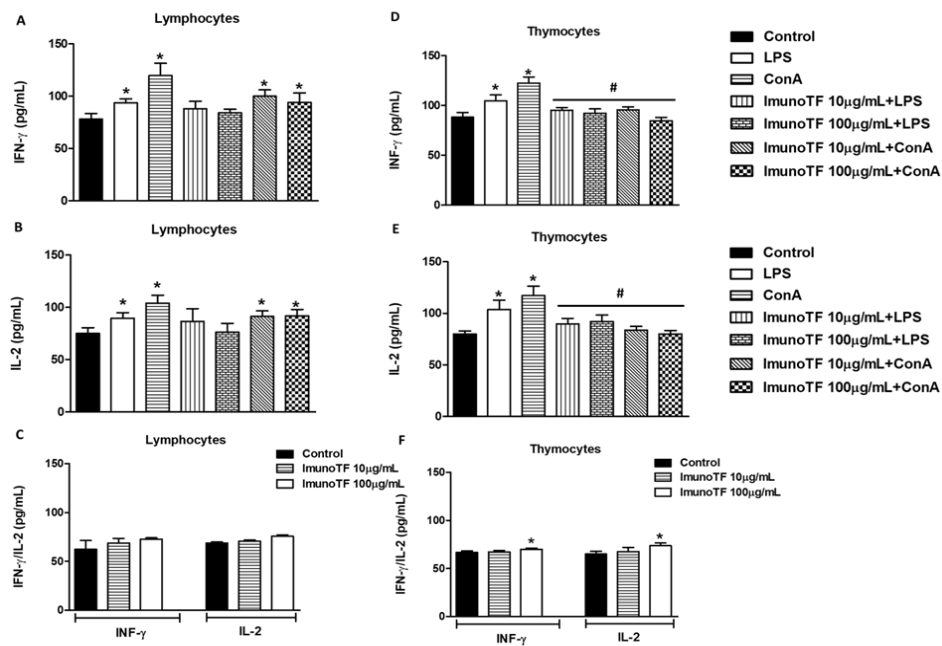 A
Lymphocytes
IFN-γ (pg/mL)
150
100
50
0
*
*
*
*
D
Thymocytes
INF-γ (pg/mL)
150
100
50
0
*
*
#
Control
LPS
ConA
ImunoTF 10µg/mL+LPS
ImunoTF 100µg/mL+LPS
ImunoTF 10µg/mL+ConA
ImunoTF 100µg/mL+ConA
B
Lymphocytes
IL-2 (pg/mL)
150
100
50
0
*
*
*
*
E
Thymocytes
IL-2 (pg/mL)
150
100
50
0
*
*
#
Control
LPS
ConA
ImunoTF 10µg/mL+LPS
ImunoTF 100µg/mL+LPS
ImunoTF 10µg/mL+ConA
ImunoTF 100µg/mL+ConA
C
Lymphocytes
IFN-γ/IL-2 (pg/mL)
150
100
50
0
Control
ImunoTF 10µg/mL
ImunoTF 100µg/mL
INF-γ
IL-2
F
Thymocytes
IFN-γ/IL-2 (pg/mL)
150
100
50
0
Control
ImunoTF 10µg/mL
ImunoTF 100µg/mL
*
*
INF-γ
IL-2